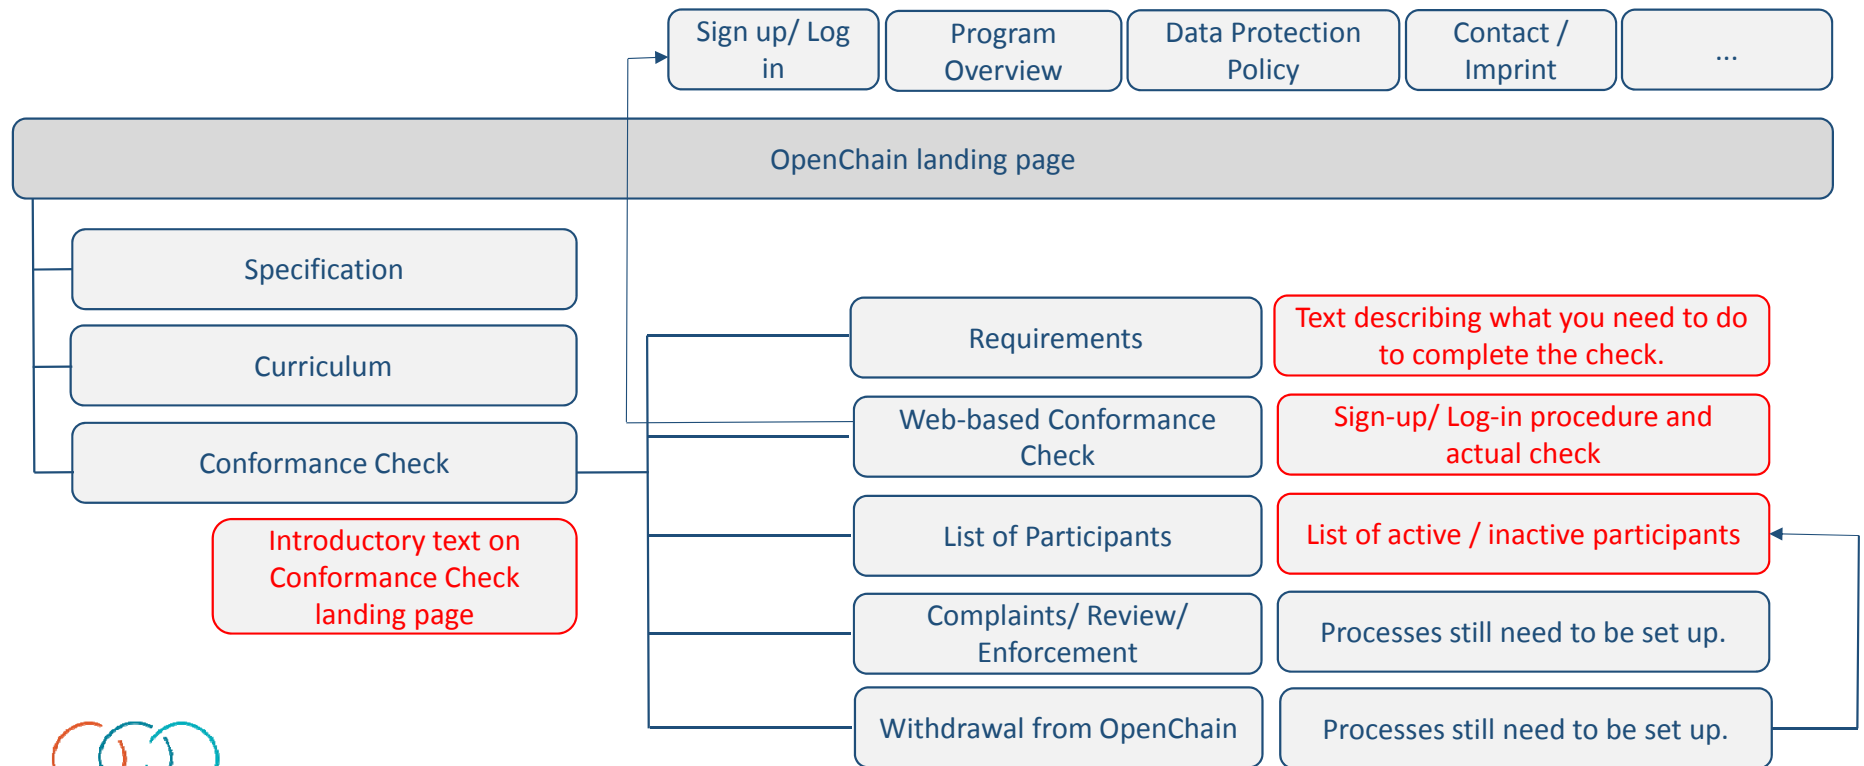 Sign up/ Log
in
Program
Overview
Data Protection
Policy
Contact /
Imprint
...
OpenChain landing page
Specification
Curriculum
Conformance Check
Introductory text on
Conformance Check
landing page
Requirements
Text describing what you need to do
to complete the check.
Web-based Conformance
Check
Sign-up/ Log-in procedure and
actual check
List of Participants
List of active / inactive participants
Complaints/ Review/
Enforcement
Processes still need to be set up.
Withdrawal from OpenChain
Processes still need to be set up.